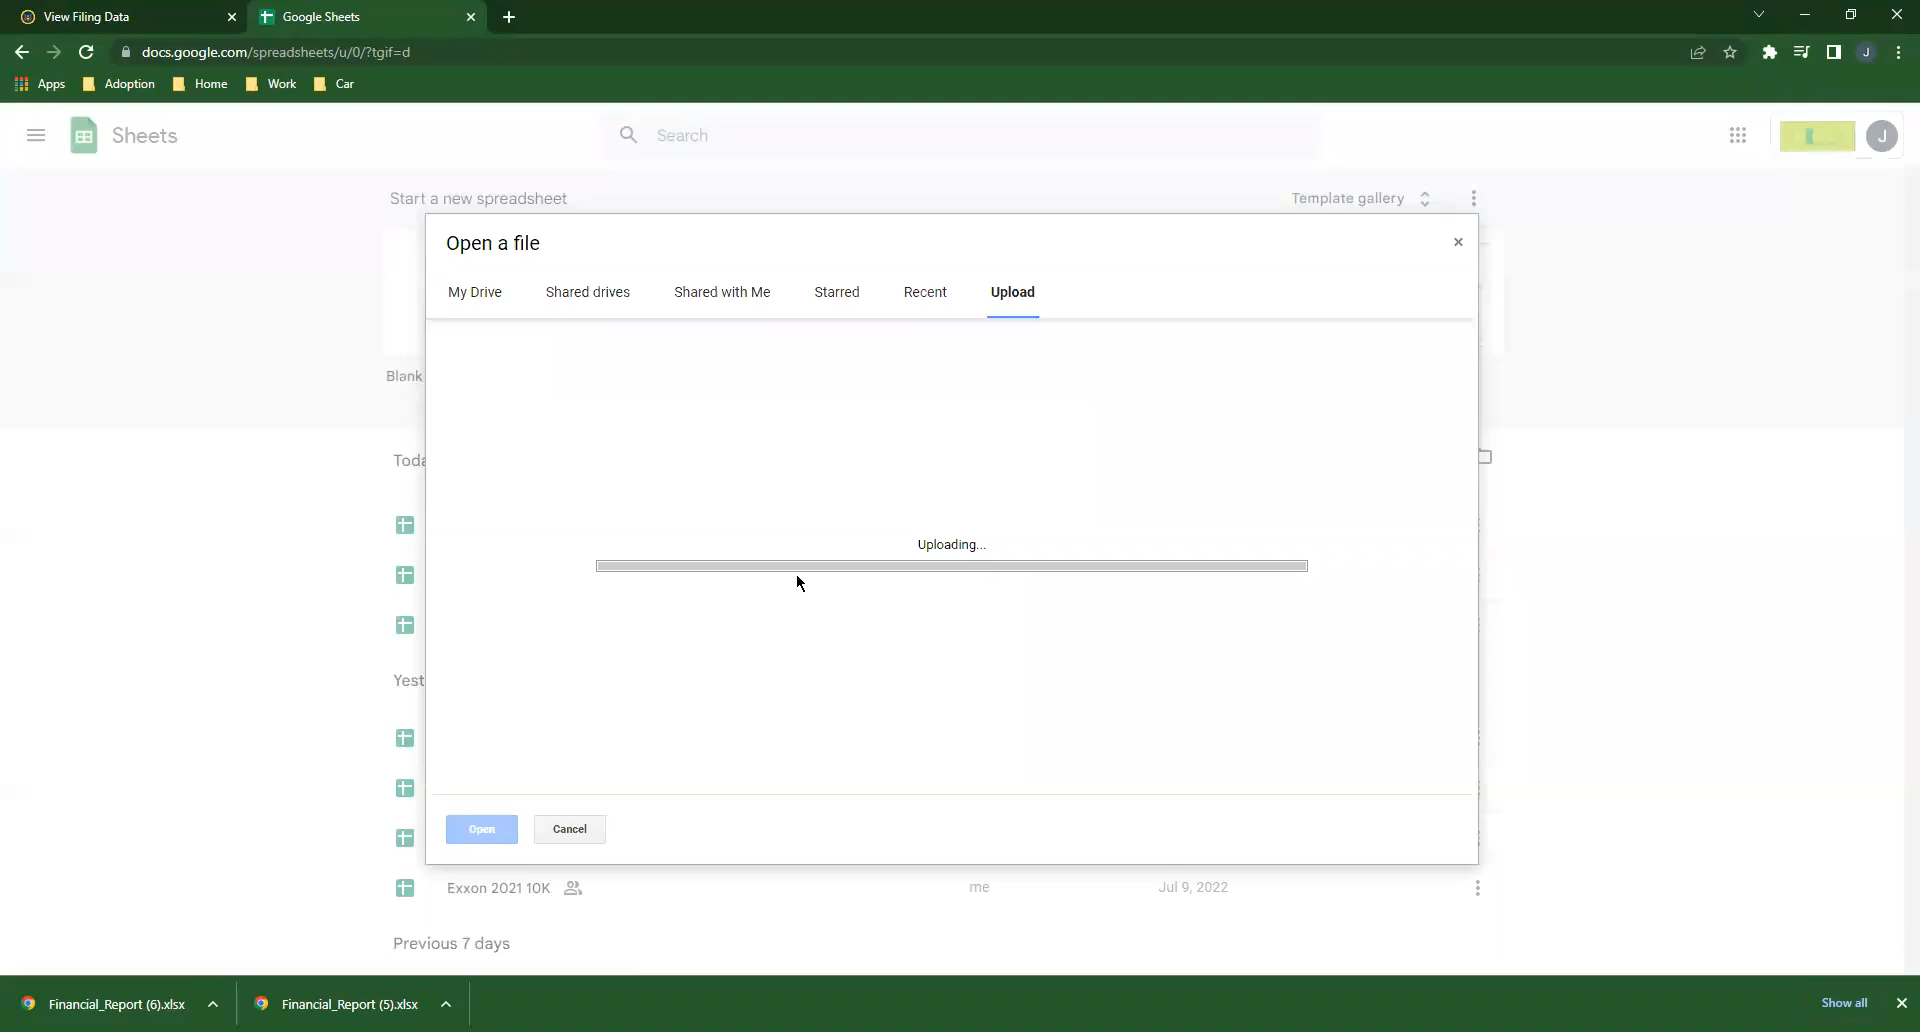 View Filing Data
Google Sheets
docs.google.com/spreadsheets/u/0/?tgif=d
J
Apps Adoption Home Work Car
Sheets
Search
J
Start a new spreadsheet
Template gallery
Open a file
My Drive Shared drives Shared with Me Starred Recent Upload
Blank
Toda
Uploading...
Yest
Open Cancel
Exxon 2021 10K me Jul 9, 2022
Previous 7 days
Financial_Report (6).xlsx Financial_Report (5).xlsx Show all